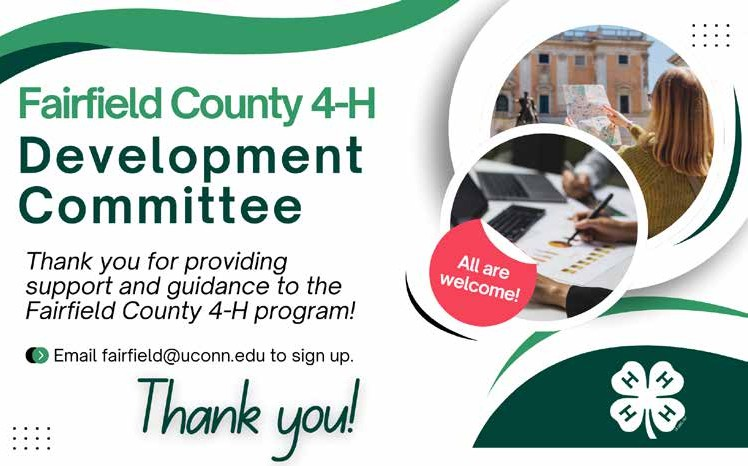 Fairfield County 4-H
Development
Committee
Thank you for providing
support and guidance to the
Fairfield County 4-H program!
Email fairfield@uconn.edu to sign up.
Thank you!
All are
welcome!
H H
H H